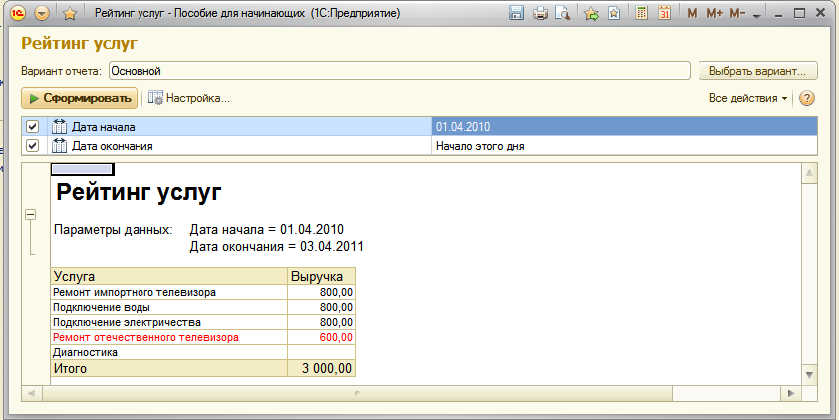 Рейтинг услуг - Пособие для начинающих (1С:Предприятие)
M M+ M-
Рейтинг услуг
Вариант отчета: Основной Выбрать вариант...
Сформировать Настройка... Все действия ?
Дата начала 01.04.2010
Дата окончания Начало этого дня
Рейтинг услуг
Параметры данных: Дата начала = 01.04.2010
Дата окончания = 03.04.2011
Услуга Выручка
Ремонт импортного телевизора 800,00
Подключение воды 800,00
Подключение электричества 800,00
Ремонт отечественного телевизора 600,00
Диагностика
Итого 3 000,00